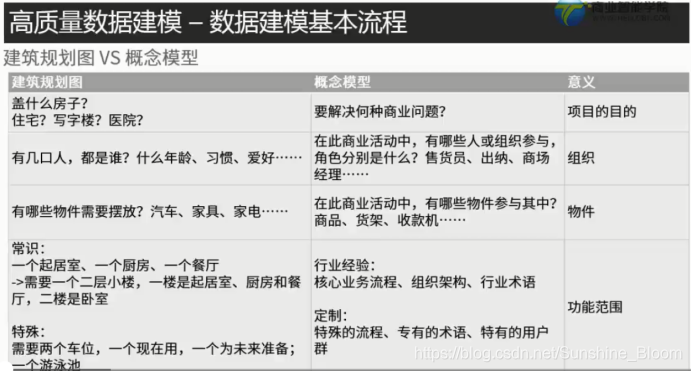 高质量数据建模 – 数据建模基本流程
商业智能学院
建筑规划图 VS 概念模型
建筑规划图 概念模型 意义
盖什么房子？
住宅？写字楼？医院？
要解决何种商业问题？
项目的目的
有几口人，都是谁？什么年龄、习惯、爱好……
在此商业活动中，有哪些人或组织参与，
角色分别是什么？售货员、出纳、商场
经理……
组织
有哪些物件需要摆放？汽车、家具、家电……
在此商业活动中，有哪些物件参与其中？
商品、货架、收款机……
物件
常识：
一个起居室、一个厨房、一个餐厅
->需要一个二层小楼，一楼是起居室、厨房和餐
厅，二楼是卧室
特殊：
需要两个车位，一个现在用，一个为未来准备；
一个游泳池
行业经验：
核心业务流程、组织架构、行业术语
定制：
特殊的流程、专有的术语、特有的用户
群
功能范围
https://blog.csdn.net/Sunshine_Bloom